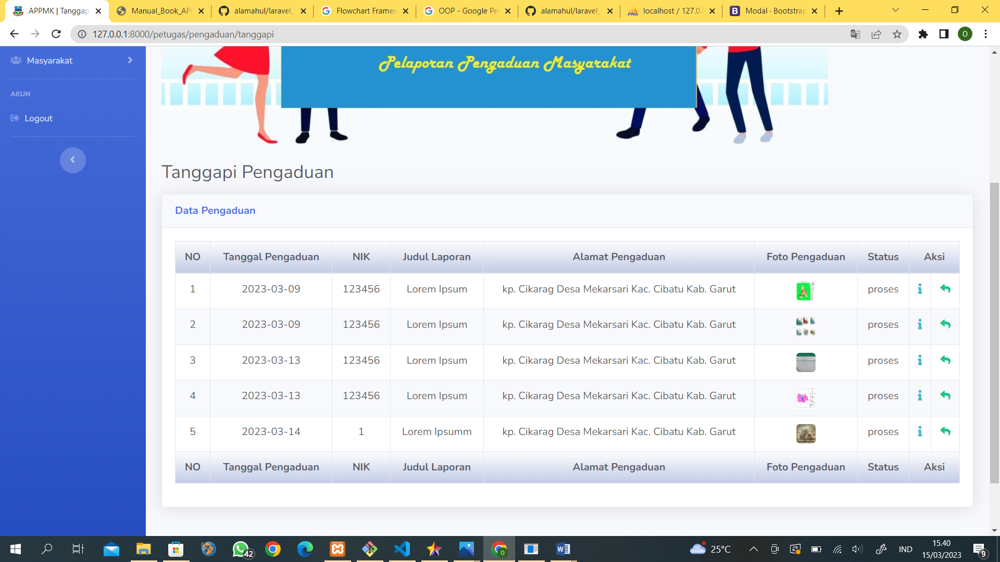 APPMK | Tanggap
Manual_Book_API
alamahul/laravel_
Flowchart Framew
OOP - Google Pe
alamahul/laravel_
localhost / 127.0.0
Modal · Bootstrap
127.0.0.1:8000/petugas/pengaduan/tanggapi
O
Masyarakat
AKUN
Logout
Pelaporan Pengaduan Masyarakat
Tanggapi Pengaduan
Data Pengaduan
NO Tanggal Pengaduan NIK Judul Laporan Alamat Pengaduan Foto Pengaduan Status Aksi
1 2023-03-09 123456 Lorem Ipsum kp. Cikarag Desa Mekarsari Kac. Cibatu Kab. Garut proses
2 2023-03-09 123456 Lorem Ipsum kp. Cikarag Desa Mekarsari Kac. Cibatu Kab. Garut proses
3 2023-03-13 123456 Lorem Ipsum kp. Cikarag Desa Mekarsari Kac. Cibatu Kab. Garut proses
4 2023-03-13 123456 Lorem Ipsum kp. Cikarag Desa Mekarsari Kac. Cibatu Kab. Garut proses
5 2023-03-14 1 Lorem Ipsumm kp. Cikarag Desa Mekarsari Kac. Cibatu Kab. Garut proses
NO Tanggal Pengaduan NIK Judul Laporan Alamat Pengaduan Foto Pengaduan Status Aksi
42
25°C
IND
15.40
15/03/2023
9